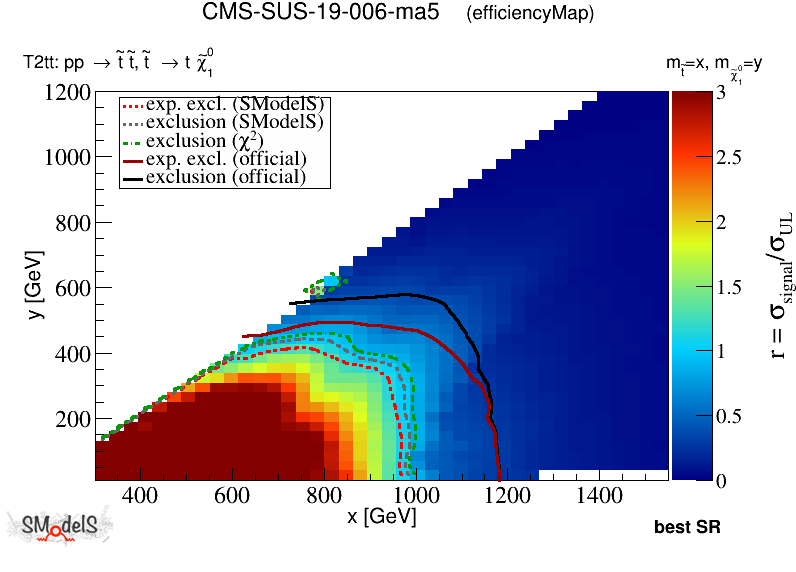 CMS-SUS-19-006-ma5 (efficiencyMap)
T2tt: pp → t̃ t̃, t̃ → t χ̃₁⁰
m_t̃=x, m_χ̃₁⁰=y
exp. excl. (SModelS)
exclusion (SModelS)
exclusion (χ²)
exp. excl. (official)
exclusion (official)
1200
1000
800
600
400
200
y [GeV]
400 600 800 1000 1200 1400
x [GeV]
3
2.5
2
1.5
1
0.5
0
r = σ_signal/σ_UL
SModelS
best SR